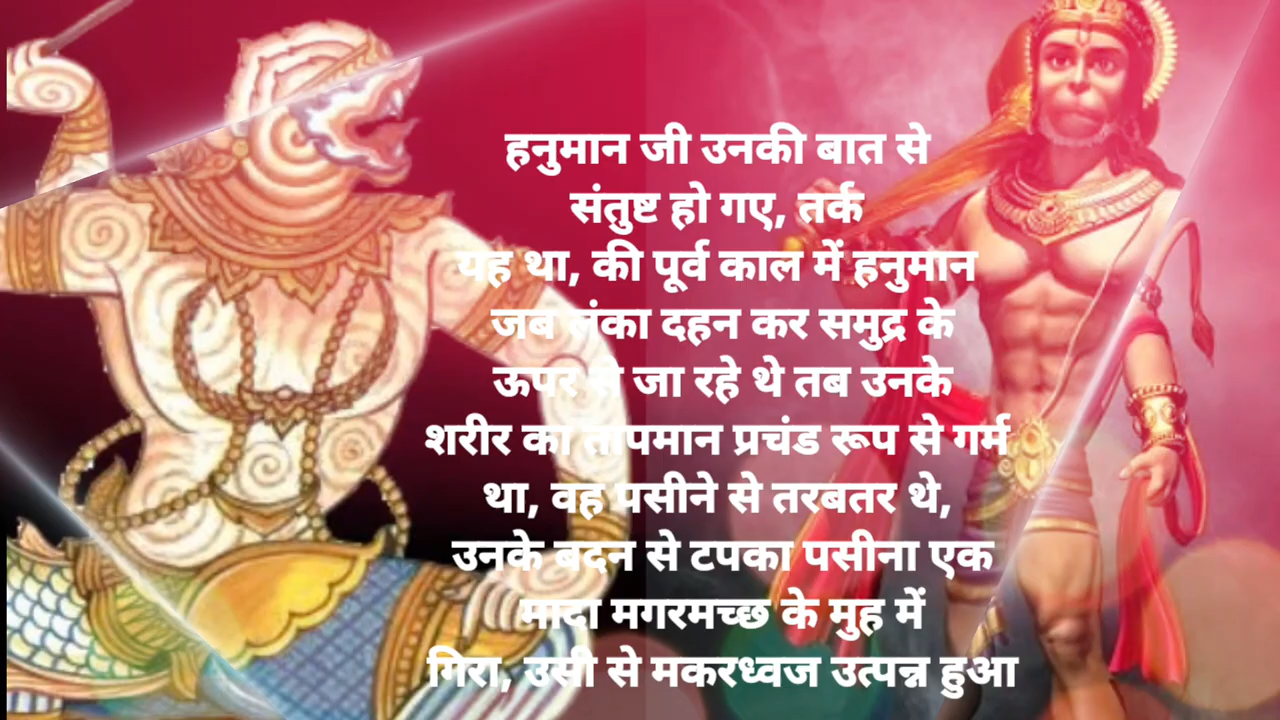 हनुमान जी उनकी बात से
संतुष्ट हो गए, तर्क
यह था, की पूर्व काल में हनुमान
जब लंका दहन कर समुद्र के
ऊपर से जा रहे थे तब उनके
शरीर का तापमान प्रचंड रूप से गर्म
था, वह पसीने से तरबतर थे,
उनके बदन से टपका पसीना एक
मादा मगरमच्छ के मुह में
गिरा, उसी से मकरध्वज उत्पन्न हुआ